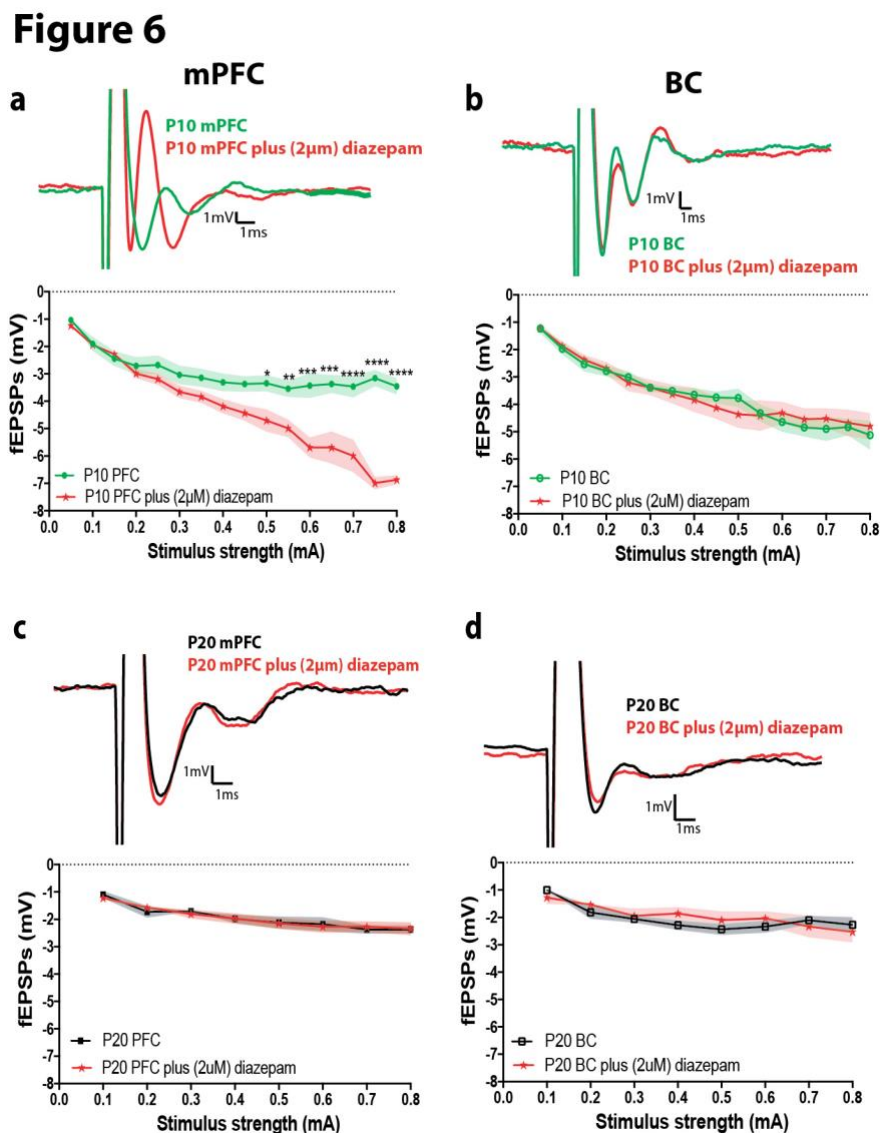 Figure 6
mPFC
BC
a
P10 mPFC
P10 mPFC plus (2µm) diazepam
1mV
1ms
0
-1
-2
-3
-4
-5
-6
-7
-8
fEPSPs (mV)
* ** *** *** **** **** ****
P10 PFC
P10 PFC plus (2µM) diazepam
0.0 0.1 0.2 0.3 0.4 0.5 0.6 0.7 0.8
Stimulus strength (mA)
b
1mV
1ms
P10 BC
P10 BC plus (2µm) diazepam
0
-1
-2
-3
-4
-5
-6
-7
-8
fEPSPs (mV)
P10 BC
P10 BC plus (2uM) diazepam
0.0 0.1 0.2 0.3 0.4 0.5 0.6 0.7 0.8
Stimulus strength (mA)
c
P20 mPFC
P20 mPFC plus (2µm) diazepam
1mV
1ms
0
-1
-2
-3
-4
-5
-6
-7
-8
fEPSPs (mV)
P20 PFC
P20 PFC plus (2uM) diazepam
0.0 0.1 0.2 0.3 0.4 0.5 0.6 0.7 0.8
Stimulus strength (mA)
d
P20 BC
P20 BC plus (2µm) diazepam
1mV
1ms
0
-1
-2
-3
-4
-5
-6
-7
-8
fEPSPs (mV)
P20 BC
P20 BC plus (2uM) diazepam
0.0 0.1 0.2 0.3 0.4 0.5 0.6 0.7 0.8
Stimulus strength (mA)